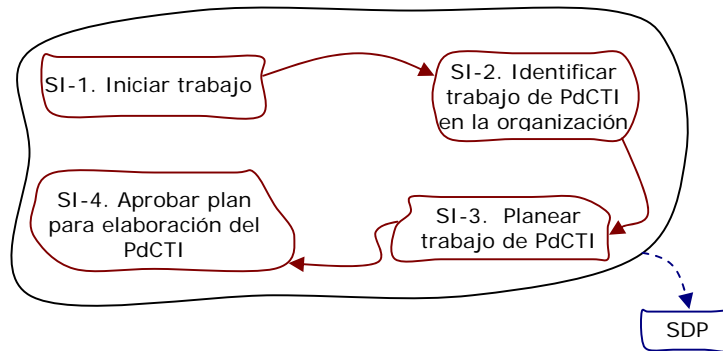 SI-1. Iniciar trabajo
SI-2. Identificar
trabajo de PdCTI
en la organización
SI-3.  Planear
trabajo de PdCTI
SI-4. Aprobar plan
para elaboración del
PdCTI
SDP